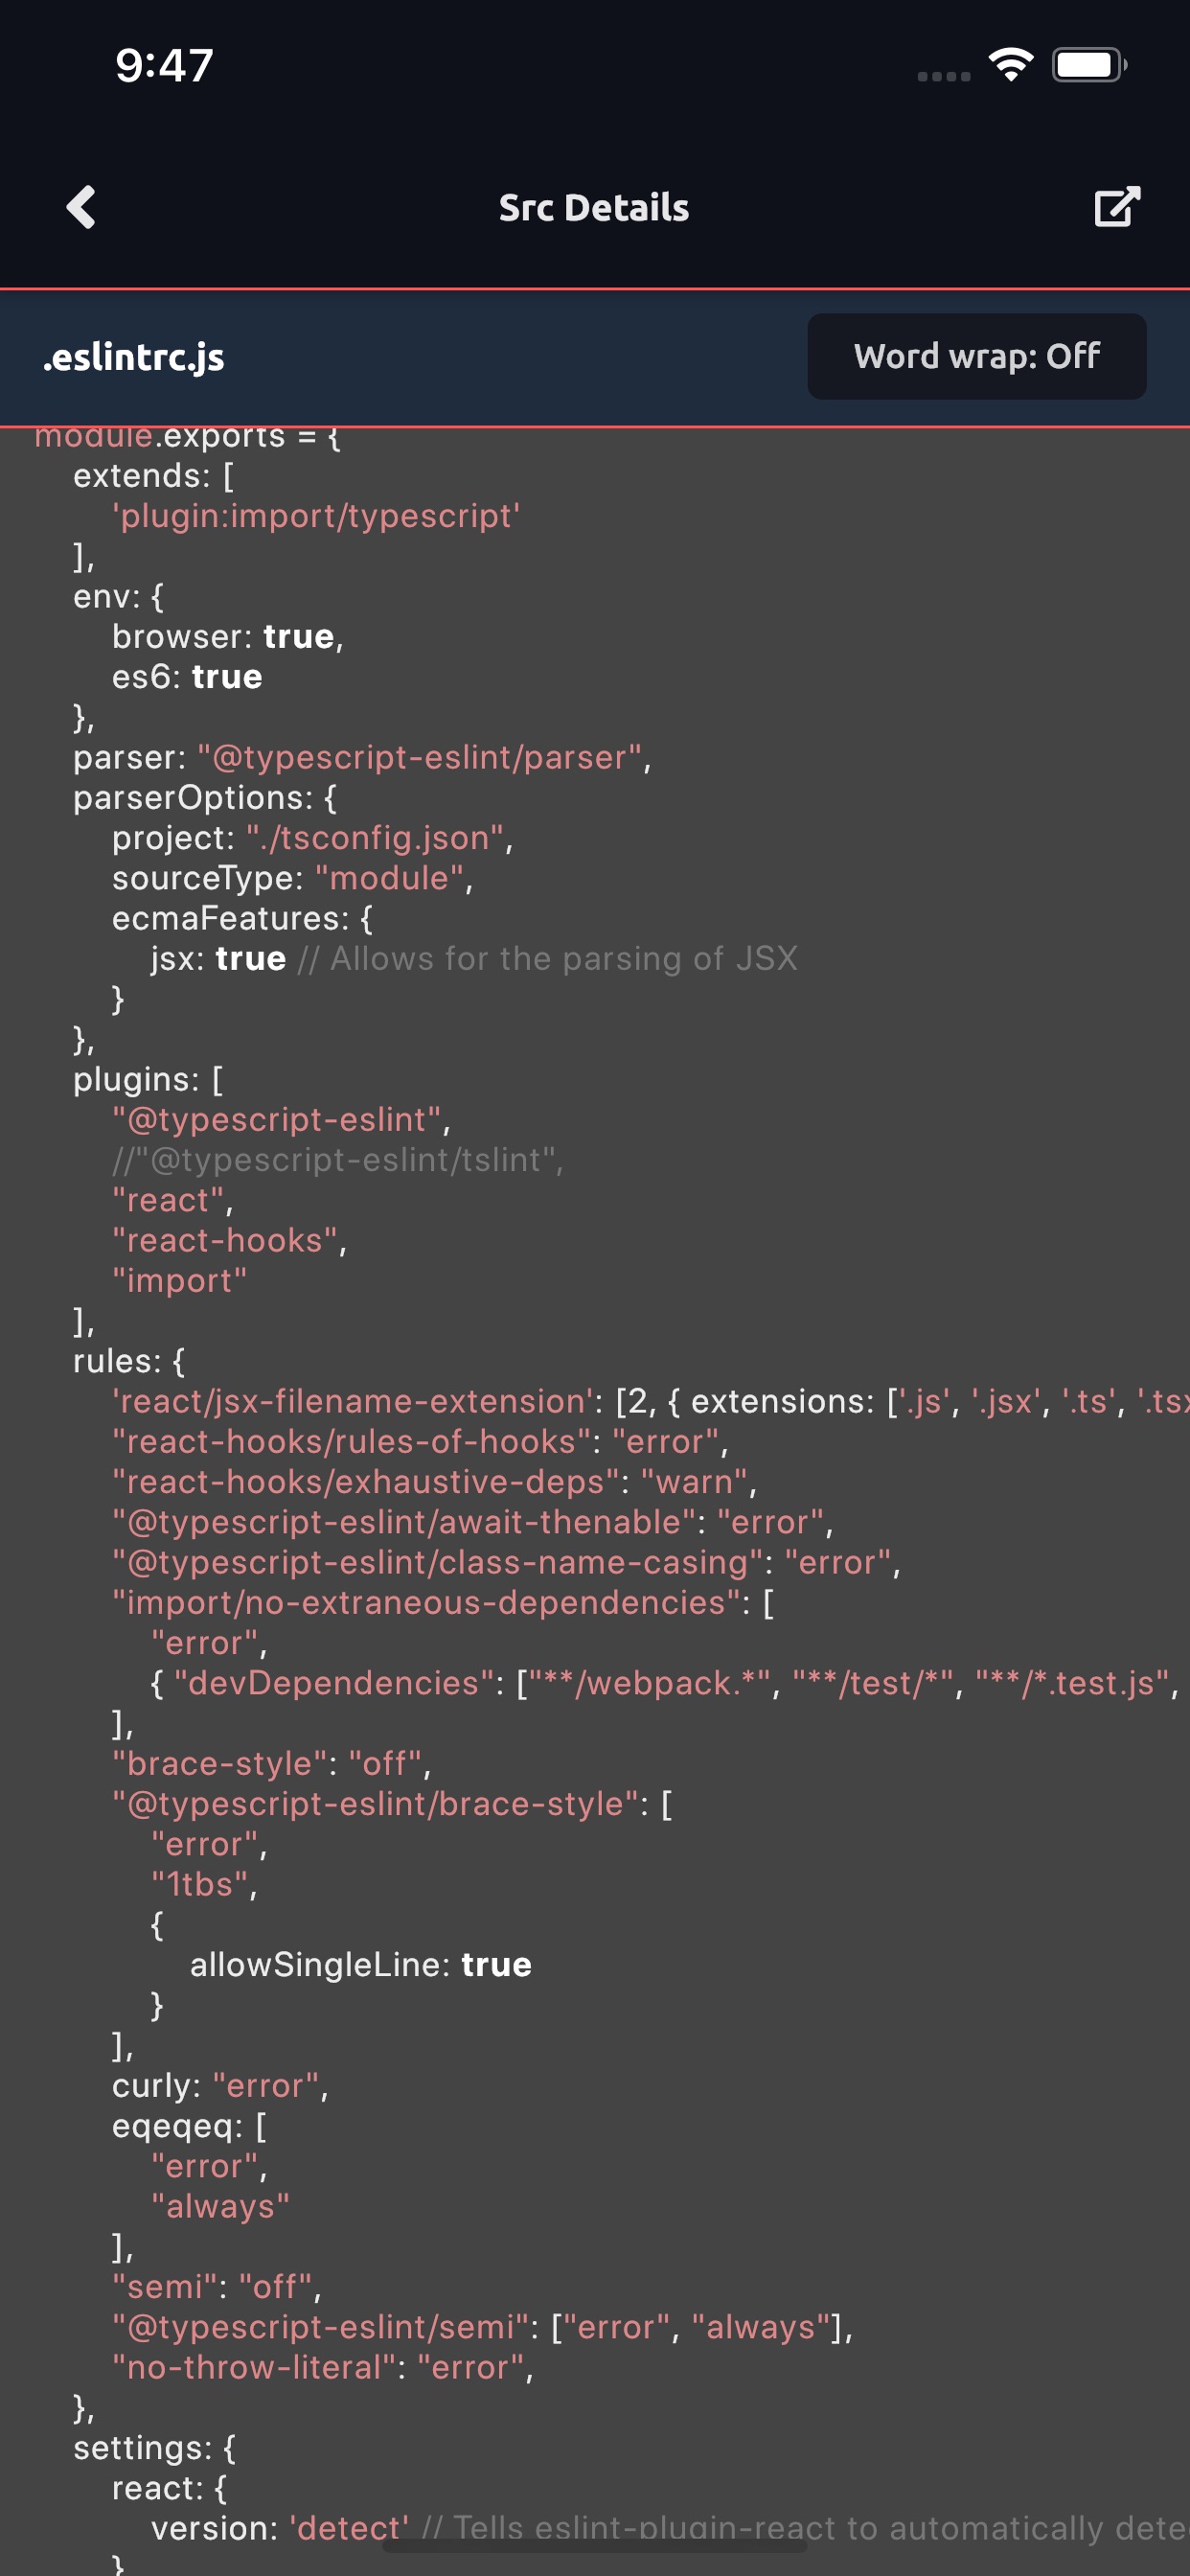 9:47
Src Details
.eslintrc.js
Word wrap: Off
module.exports = {
extends: [
'plugin:import/typescript'
],
env: {
browser: true,
es6: true
},
parser: "@typescript-eslint/parser",
parserOptions: {
project: "./tsconfig.json",
sourceType: "module",
ecmaFeatures: {
jsx: true // Allows for the parsing of JSX
}
},
plugins: [
"@typescript-eslint",
//"@typescript-eslint/tslint",
"react",
"react-hooks",
"import"
],
rules: {
'react/jsx-filename-extension': [2, { extensions: ['.js', '.jsx', '.ts', '.tsx
"react-hooks/rules-of-hooks": "error",
"react-hooks/exhaustive-deps": "warn",
"@typescript-eslint/await-thenable": "error",
"@typescript-eslint/class-name-casing": "error",
"import/no-extraneous-dependencies": [
"error",
{ "devDependencies": ["**/webpack.*", "**/test/*", "**/*.test.js",
],
"brace-style": "off",
"@typescript-eslint/brace-style": [
"error",
"1tbs",
{
allowSingleLine: true
}
],
curly: "error",
eqeqeq: [
"error",
"always"
],
"semi": "off",
"@typescript-eslint/semi": ["error", "always"],
"no-throw-literal": "error",
},
settings: {
react: {
version: 'detect' // Tells eslint-plugin-react to automatically dete
}